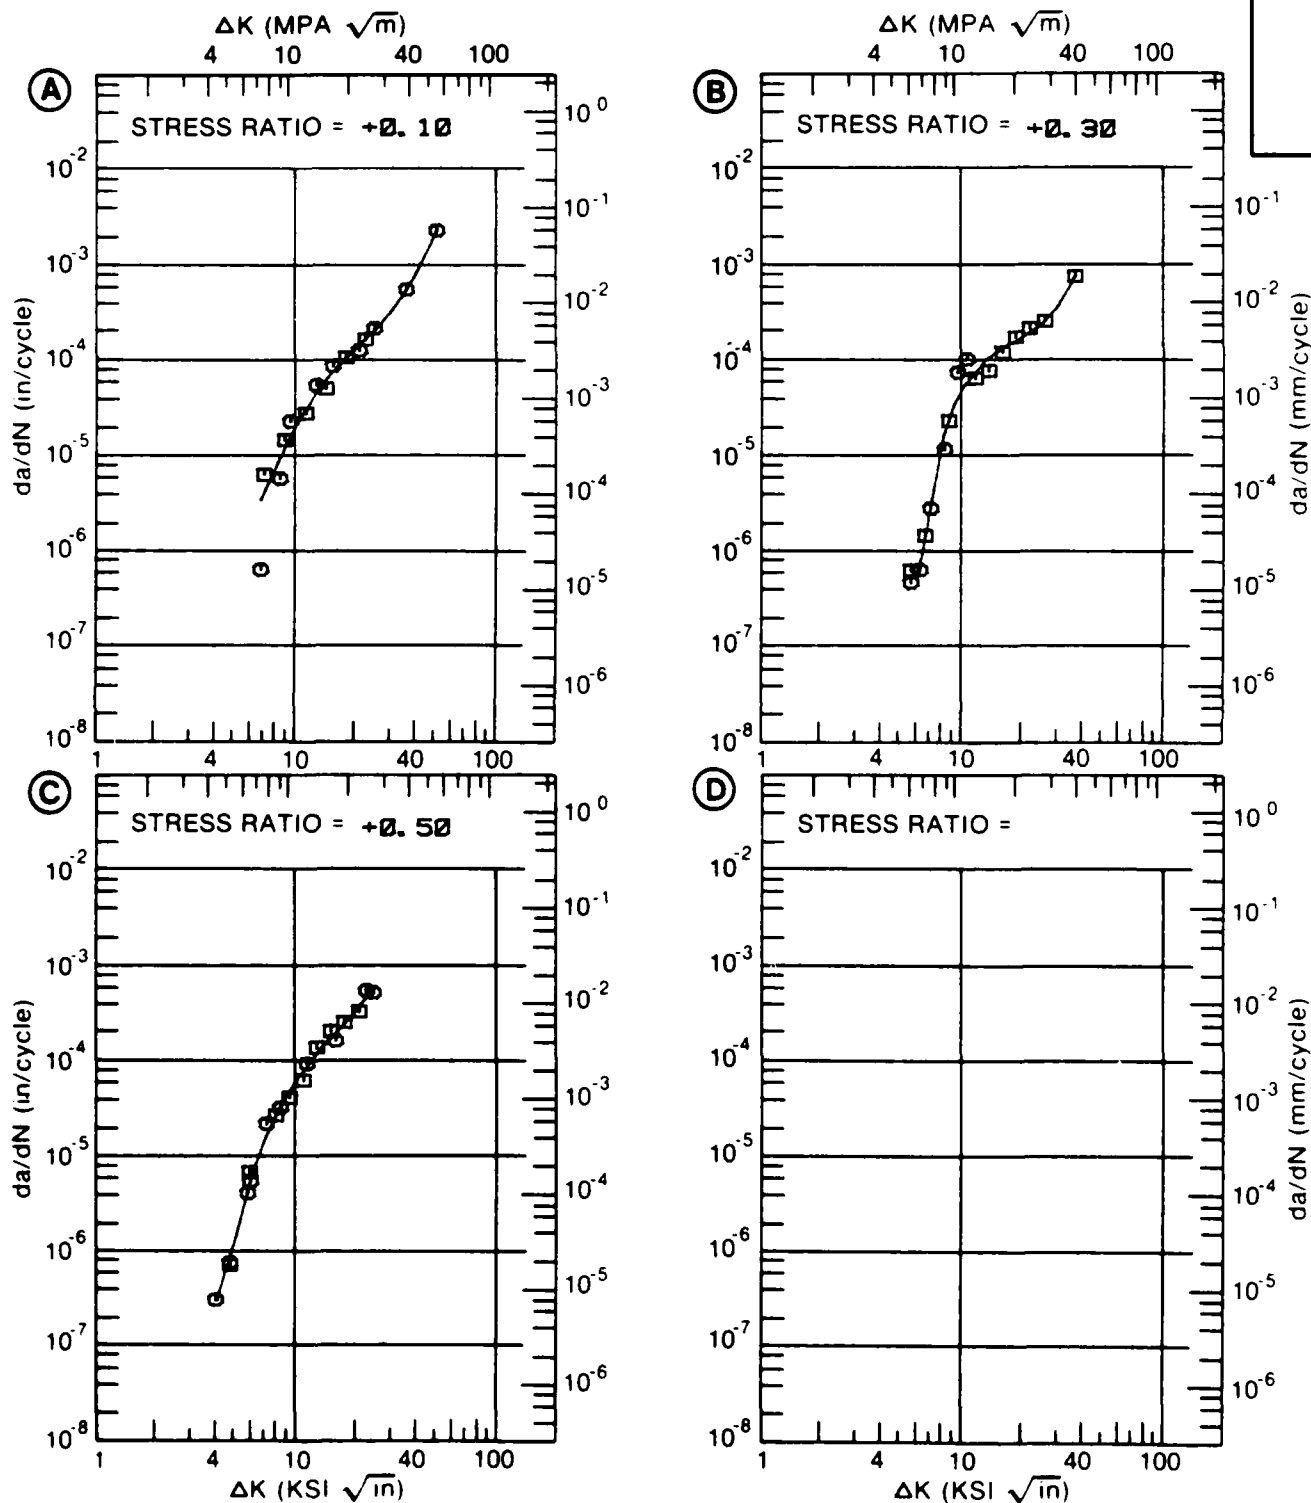 ΔK (MPA √m)
4 10 40 100
ΔK (MPA √m)
4 10 40 100
A
STRESS RATIO = +0.10
10^0
10^-2
10^-1
10^-3
10^-2
10^-4
10^-3
10^-5
10^-4
10^-6
10^-5
10^-7
10^-6
10^-8
1 4 10 40 100
da/dN (in/cycle)
B
STRESS RATIO = +0.30
10^-2
10^-1
10^-3
10^-2
10^-4
10^-3
10^-5
10^-4
10^-6
10^-5
10^-7
10^-6
10^-8
1 4 10 40 100
da/dN (mm/cycle)
C
STRESS RATIO = +0.50
10^0
10^-2
10^-1
10^-3
10^-2
10^-4
10^-3
10^-5
10^-4
10^-6
10^-5
10^-7
10^-6
10^-8
1 4 10 40 100
da/dN (in/cycle)
ΔK (KSI √in)
D
STRESS RATIO =
10^0
10^-2
10^-1
10^-3
10^-2
10^-4
10^-3
10^-5
10^-4
10^-6
10^-5
10^-7
10^-6
10^-8
1 4 10 40 100
da/dN (mm/cycle)
ΔK (KSI √in)